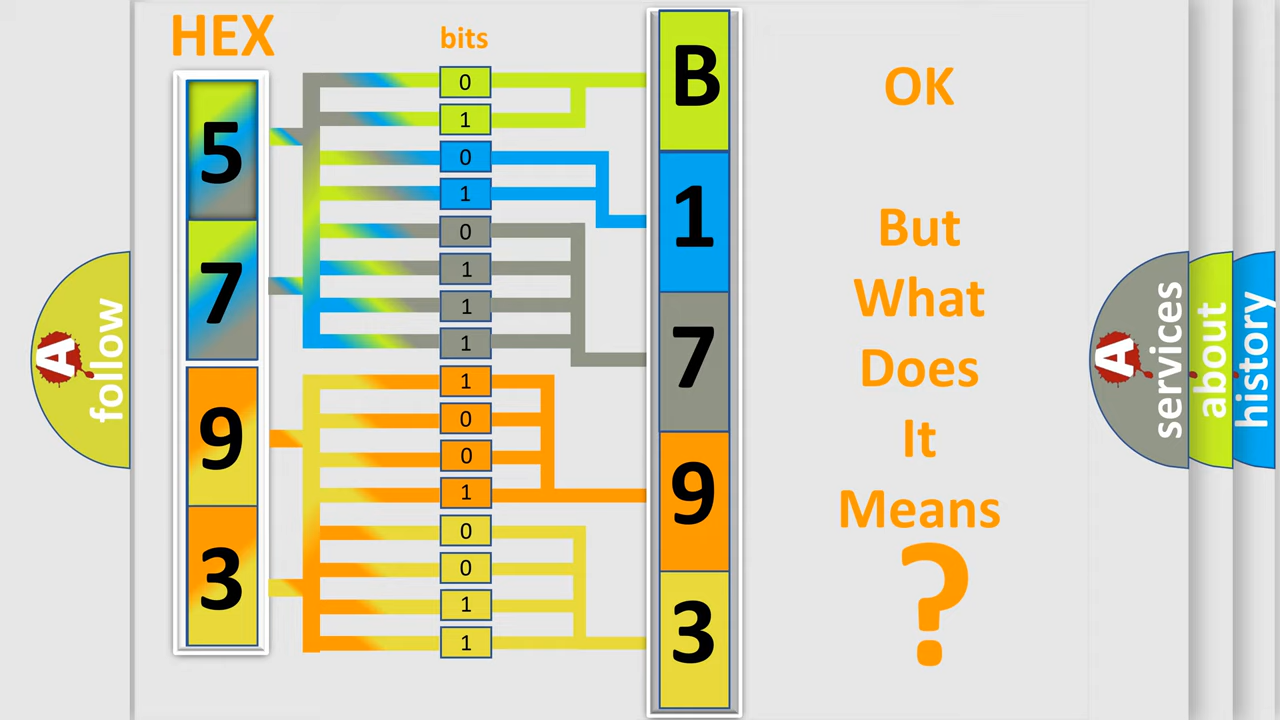 HEX
bits
5
7
9
3
0
1
0
1
0
1
1
1
1
0
0
1
0
0
1
1
B
1
7
9
3
OK
But
What
Does
It
Means
?
A
follow
A
services
about
history